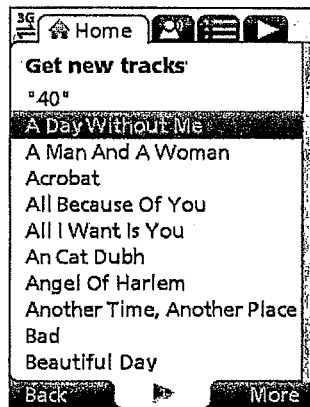 3G
Home
Get new tracks
"40"
A Day Without Me
A Man And A Woman
Acrobat
All Because Of You
All I Want Is You
An Cat Dubh
Angel Of Harlem
Another Time, Another Place
Bad
Beautiful Day
Back More